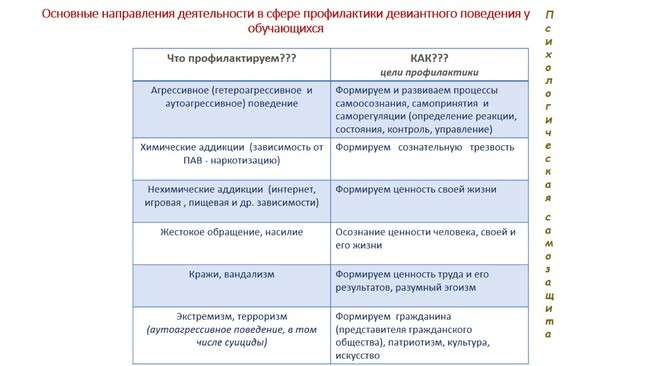 Основные направления деятельности в сфере профилактики девиантного поведения у
обучающихся
Что профилактируем???
КАК???
цели профилактики
Агрессивное (гетероагрессивное и
аутоагрессивное) поведение
Формируем и развиваем процессы
самоосознания, самопринятия и
саморегуляции (определение реакции,
состояния, контроль, управление)
Химические аддикции (зависимость от
ПАВ - наркотизацию)
Формируем сознательную трезвость
Нехимические аддикции (интернет,
игровая , пищевая и др. зависимости)
Формируем ценность своей жизни
Жестокое обращение, насилие
Осознание ценности человека, своей и
его жизни
Кражи, вандализм
Формируем ценность труда и его
результатов, разумный эгоизм
Экстремизм, терроризм
(аутоагрессивное поведение, в том
числе суициды)
Формируем гражданина
(представителя гражданского
общества), патриотизм, культура,
искусство
Психологическая самозащита